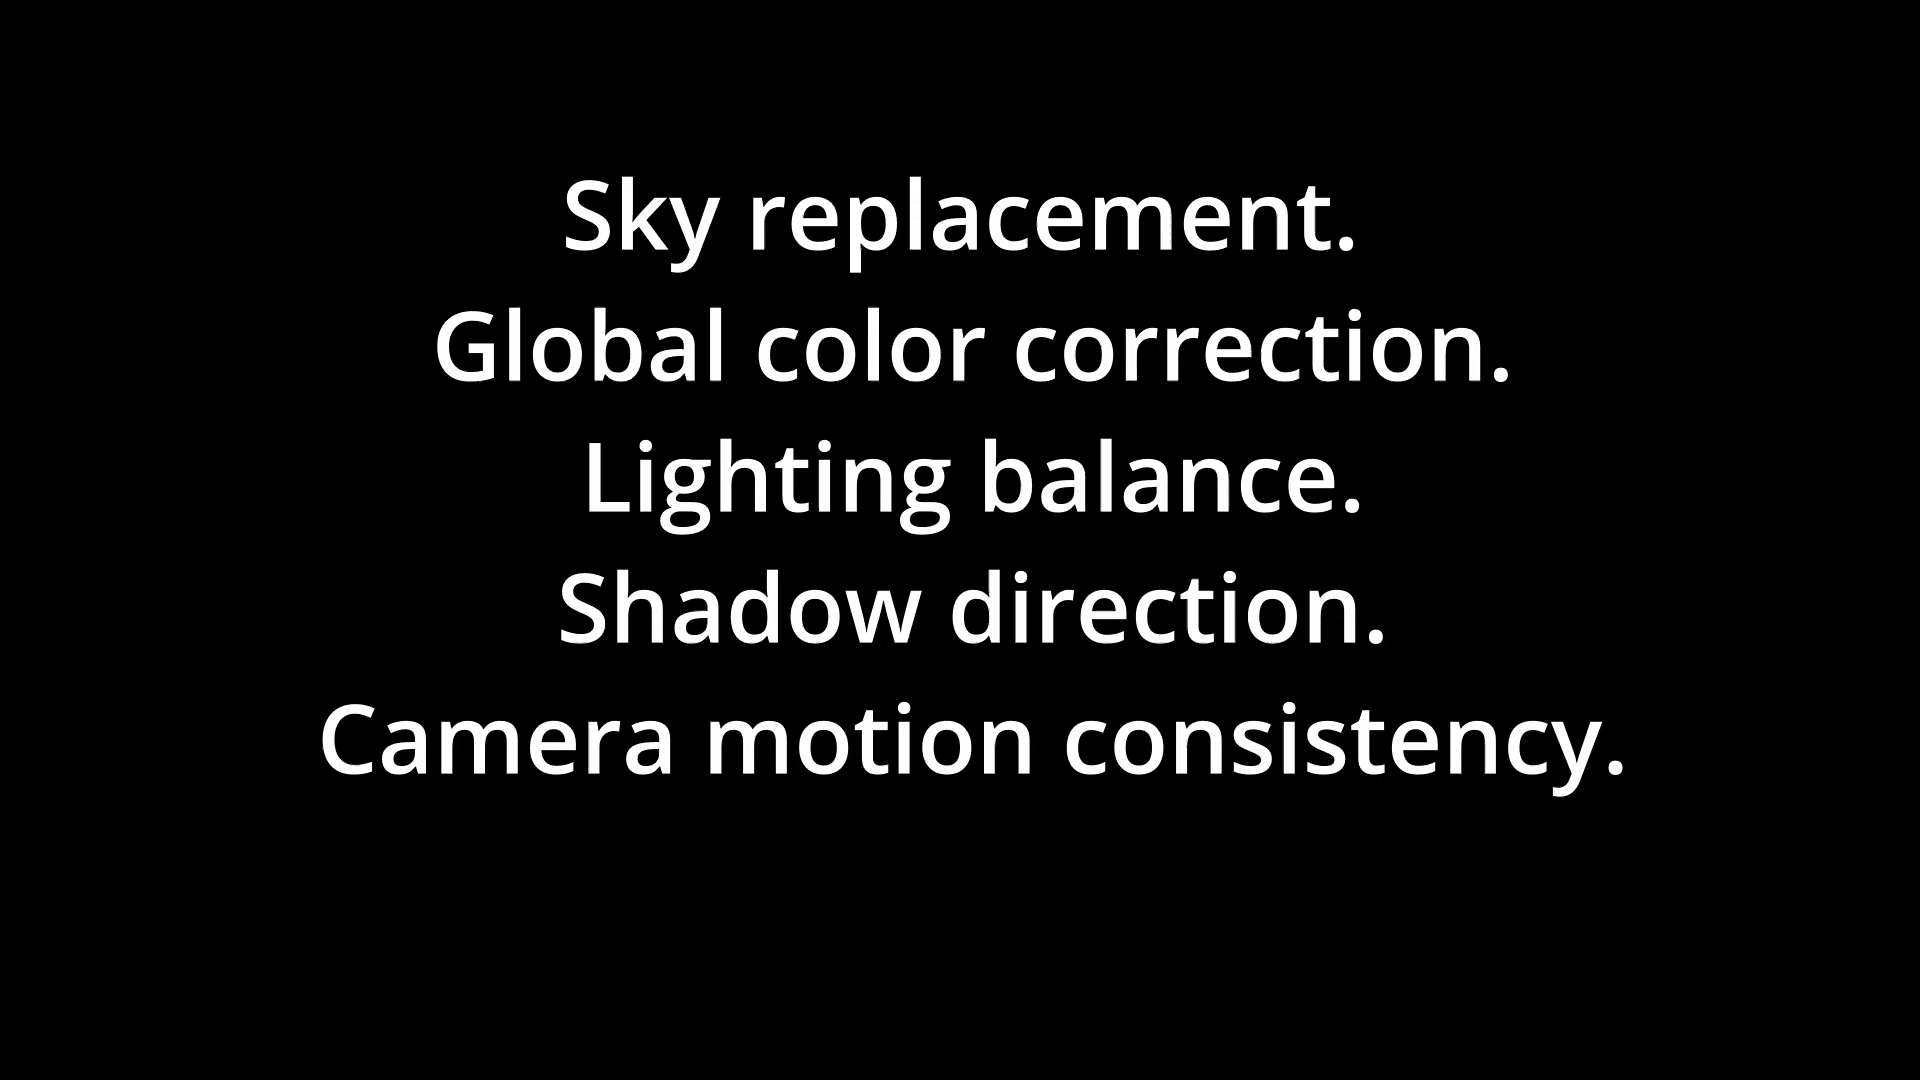 Sky replacement.
Global color correction.
Lighting balance.
Shadow direction.
Camera motion consistency.